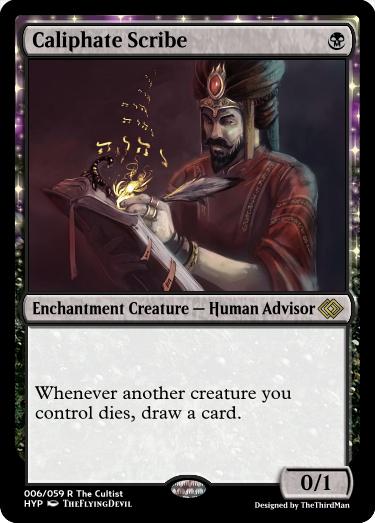 Caliphate Scribe
Enchantment Creature — Human Advisor
Whenever another creature you
control dies, draw a card.
0/1
006/059 R The Cultist
HYP TheFlyingDevil
Designed by TheThirdMan